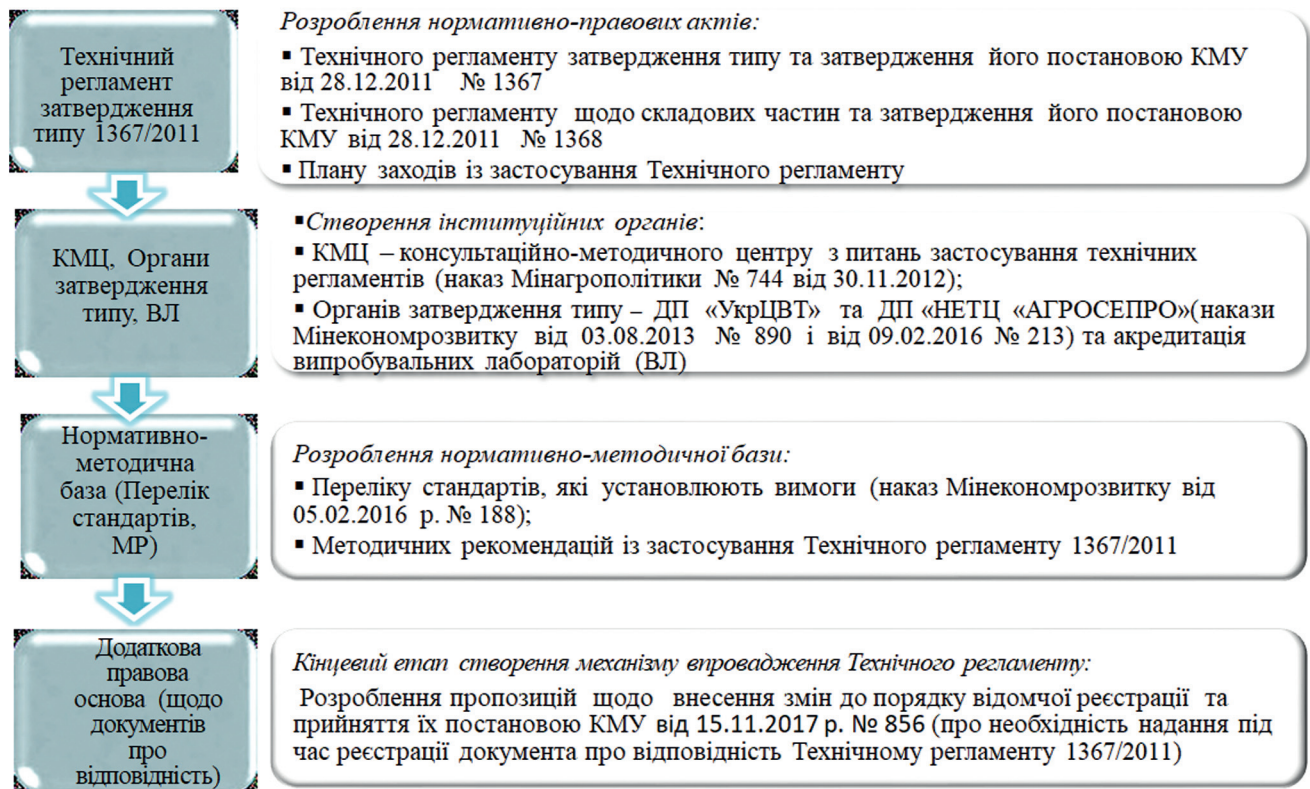 Технічний
регламент
затвердження
типу 1367/2011
Розроблення нормативно-правових актів:
▪ Технічного регламенту затвердження типу та затвердження його постановою КМУ
від 28.12.2011 № 1367
▪ Технічного регламенту щодо складових частин та затвердження його постановою
КМУ від 28.12.2011 № 1368
▪ Плану заходів із застосування Технічного регламенту
КМЦ, Органи
затвердження
типу, ВЛ
▪Створення інституційних органів:
▪ КМЦ – консультаційно-методичного центру з питань застосування технічних
регламентів (наказ Мінагрополітики № 744 від 30.11.2012);
▪ Органів затвердження типу – ДП «УкрЦВТ» та ДП «НЕТЦ «АГРОСЕПРО»(накази
Мінекономрозвитку від 03.08.2013 № 890 і від 09.02.2016 № 213) та акредитація
випробувальних лабораторій (ВЛ)
Нормативно-
методична
база (Перелік
стандартів,
МР)
Розроблення нормативно-методичної бази:
▪ Переліку стандартів, які установлюють вимоги (наказ Мінекономрозвитку від
05.02.2016 р. № 188);
▪ Методичних рекомендацій із застосування Технічного регламенту 1367/2011
Додаткова
правова
основа (щодо
документів
про
відповідність)
Кінцевий етап створення механізму впровадження Технічного регламенту:
Розроблення пропозицій щодо внесення змін до порядку відомчої реєстрації та
прийняття їх постановою КМУ від 15.11.2017 р. № 856 (про необхідність надання під
час реєстрації документа про відповідність Технічному регламенту 1367/2011)